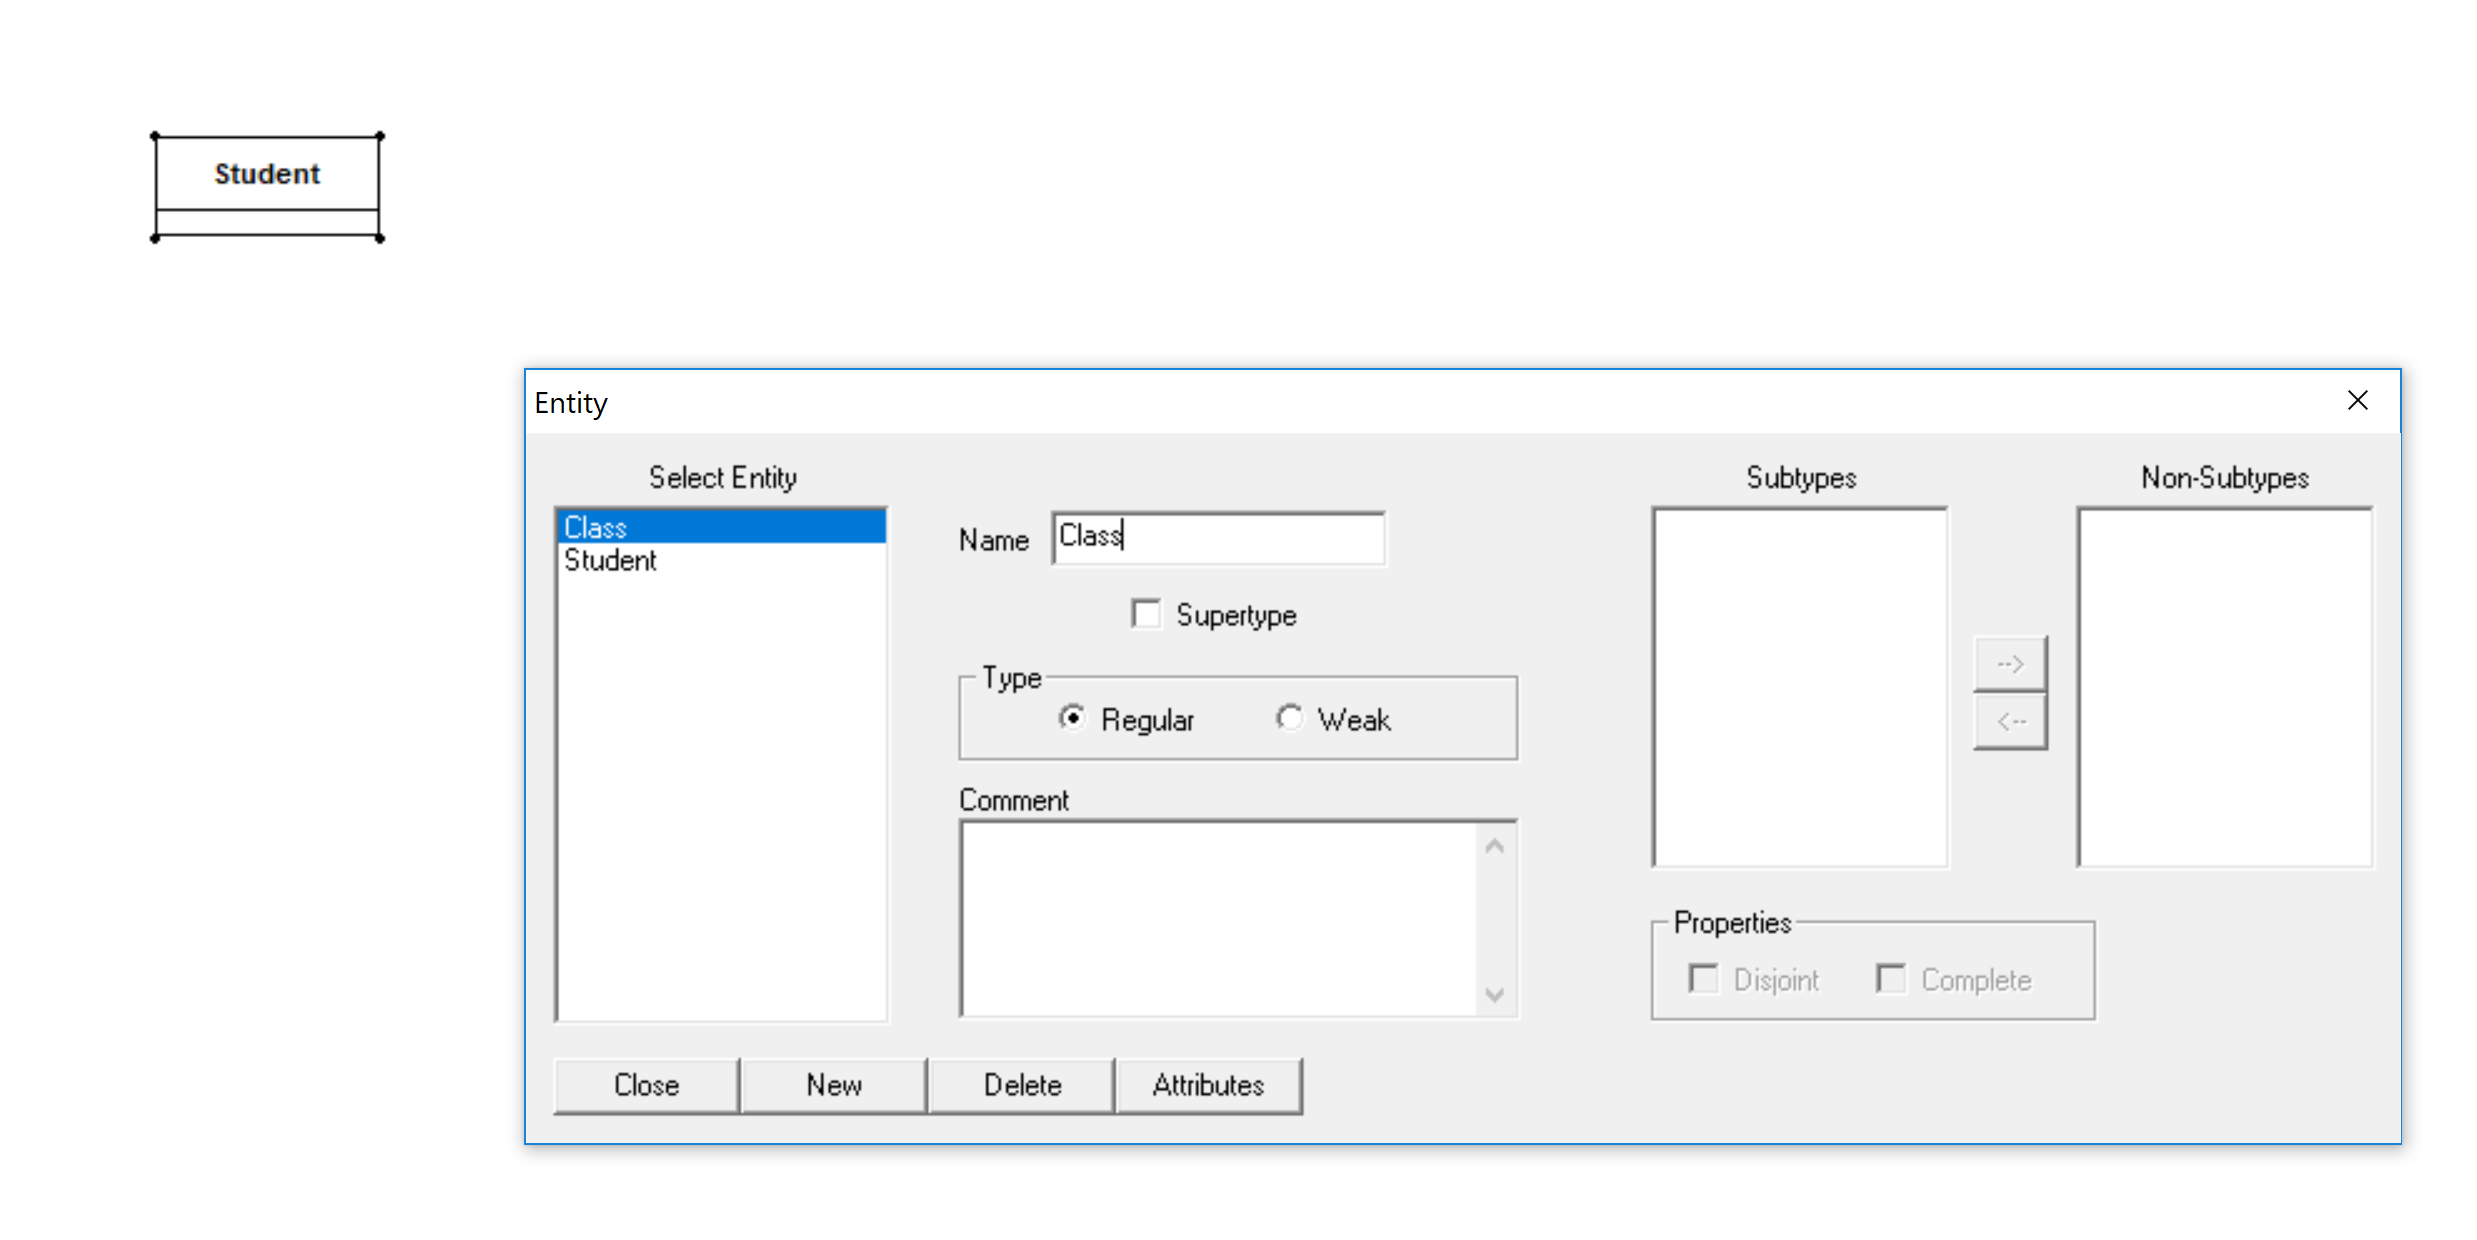 Student
Entity
Select Entity
Class
Student
Name
Class
Supertype
Type
Regular
Weak
Comment
Subtypes
Non-Subtypes
-->
<--
Properties
Disjoint
Complete
Close
New
Delete
Attributes